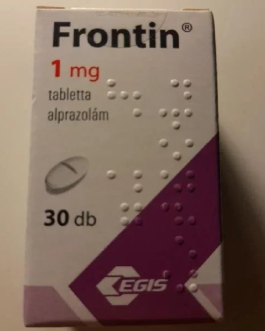 Frontin®
1 mg
tabletta
alprazolám
30 db
EGIS